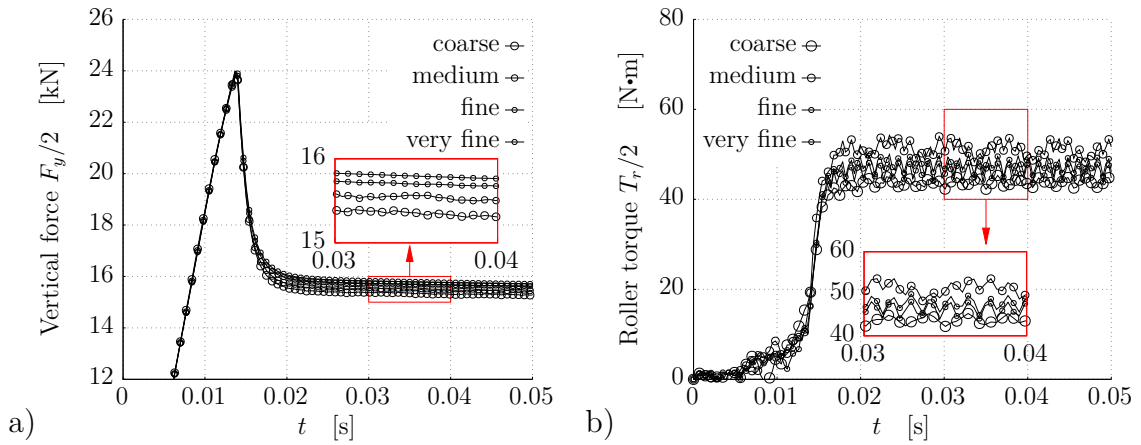 26
24
22
20
18
16
14
12
Vertical force F_y/2 [kN]
coarse
medium
fine
very fine
16
15
0.03 0.04
0 0.01 0.02 0.03 0.04 0.05
t [s]
a)
80
60
40
20
0
Roller torque T_r/2 [N•m]
coarse
medium
fine
very fine
60
50
40
0.03 0.04
0 0.01 0.02 0.03 0.04 0.05
t [s]
b)